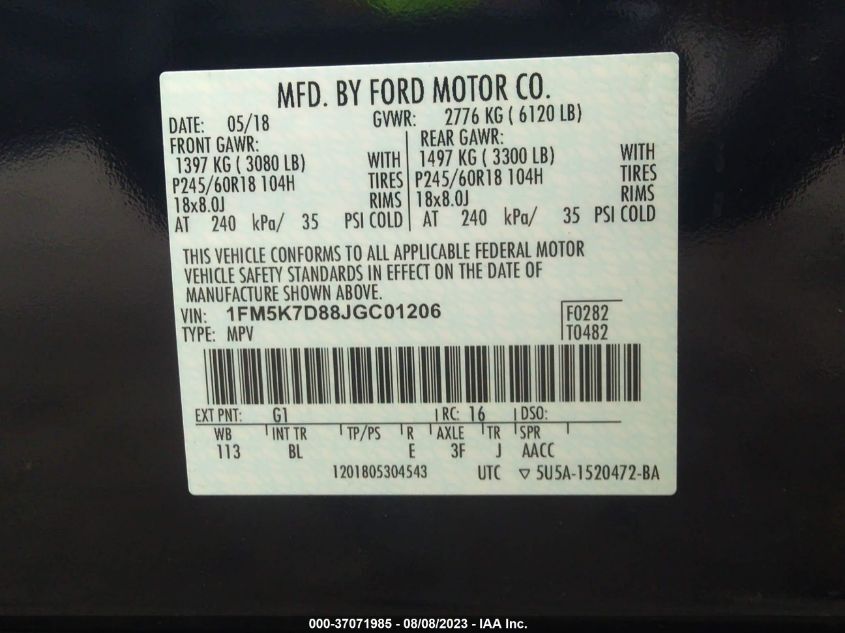 MFD. BY FORD MOTOR CO.
DATE: 05/18 GVWR: 2776 KG ( 6120 LB)
FRONT GAWR: REAR GAWR:
1397 KG ( 3080 LB) WITH 1497 KG ( 3300 LB) WITH
P245/60R18 104H TIRES P245/60R18 104H TIRES
18x8.0J RIMS 18x8.0J RIMS
AT 240 kPa/ 35 PSI COLD AT 240 kPa/ 35 PSI COLD
THIS VEHICLE CONFORMS TO ALL APPLICABLE FEDERAL MOTOR
VEHICLE SAFETY STANDARDS IN EFFECT ON THE DATE OF
MANUFACTURE SHOWN ABOVE.
VIN: 1FM5K7D88JGC01206 F0282
TYPE: MPV T0482
EXT PNT: G1 RC: 16 DSO:
WB INT TR TP/PS R AXLE TR SPR
113 BL E 3F J AACC
1201805304543 UTC ▽ 5U5A-1520472-BA
000-37071985 - 08/08/2023 - IAA Inc.